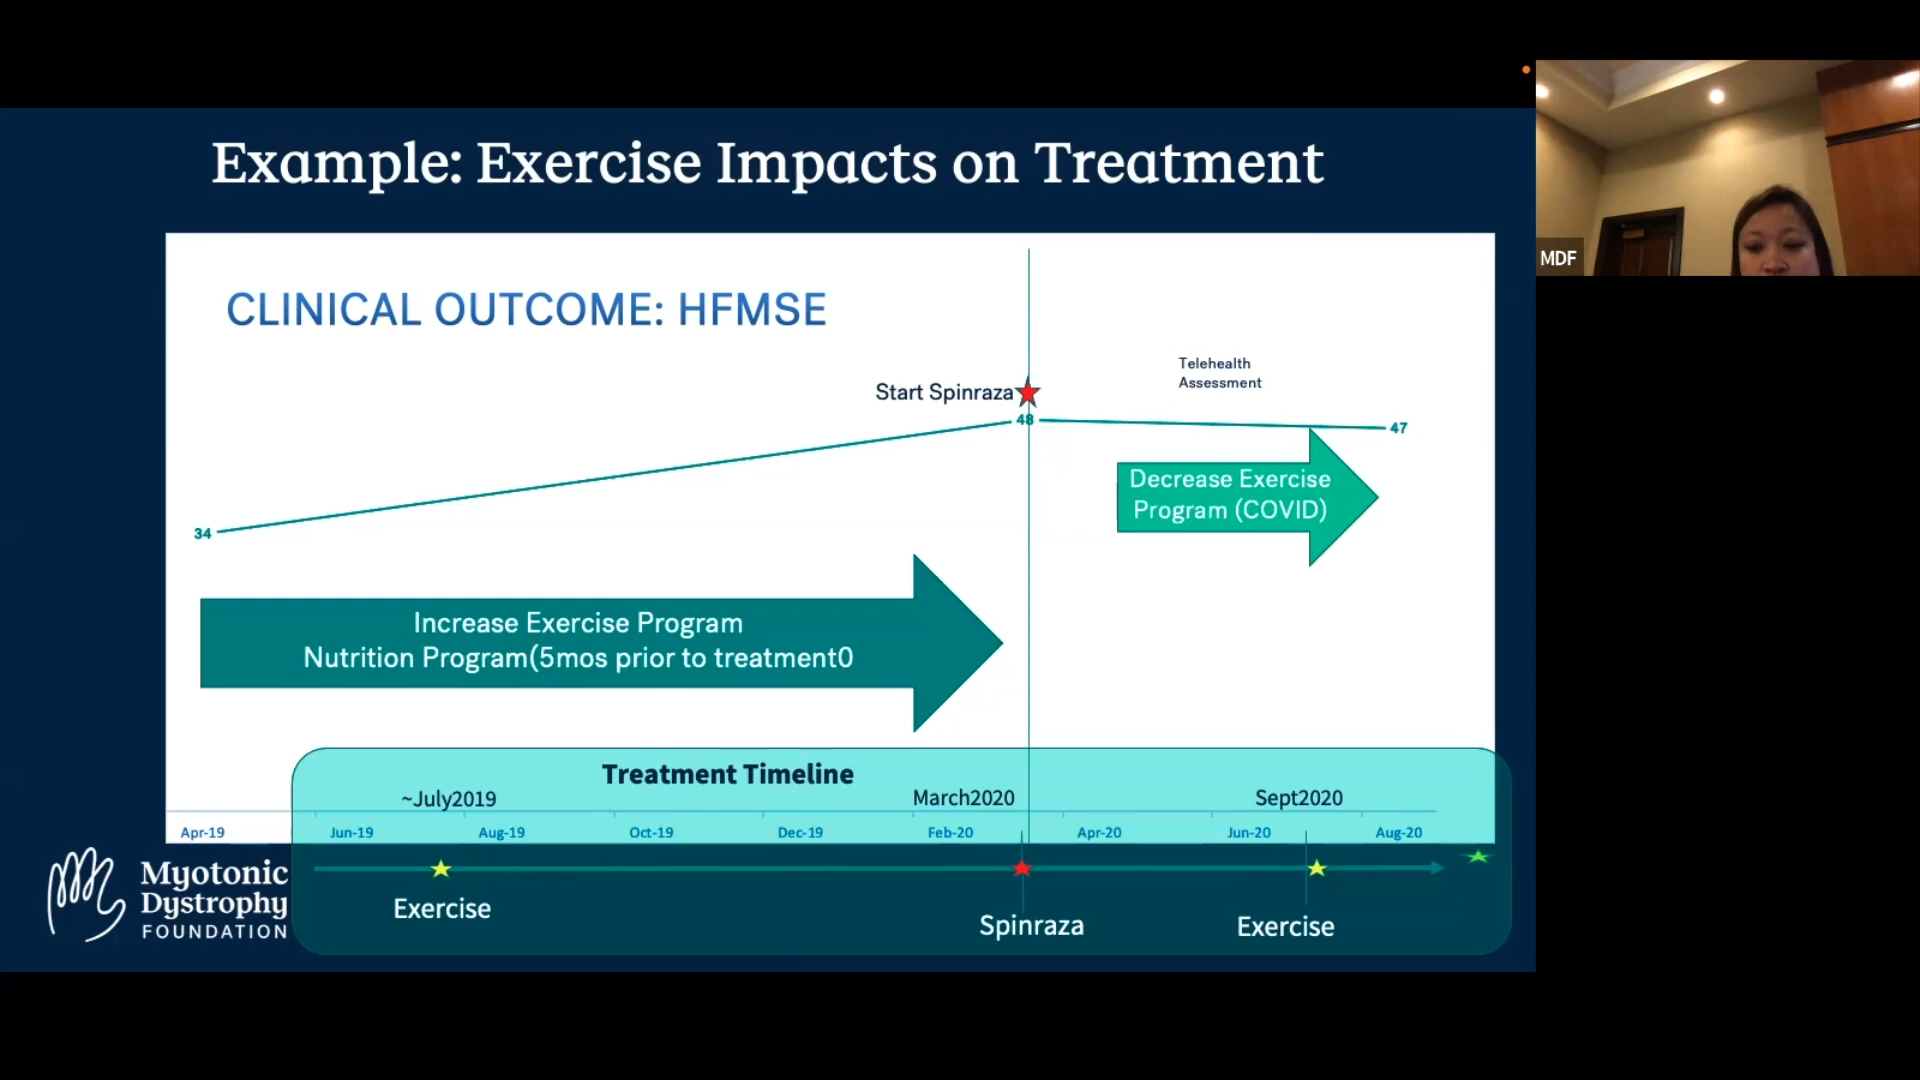 Example: Exercise Impacts on Treatment
MDF
CLINICAL OUTCOME: HFMSE
Telehealth
Assessment
Start Spinraza
48
47
34
Decrease Exercise
Program (COVID)
Increase Exercise Program
Nutrition Program(5mos prior to treatment0
Treatment Timeline
~July2019
March2020
Sept2020
Apr-19
Jun-19
Aug-19
Oct-19
Dec-19
Feb-20
Apr-20
Jun-20
Aug-20
Exercise
Spinraza
Exercise
Myotonic
Dystrophy
FOUNDATION